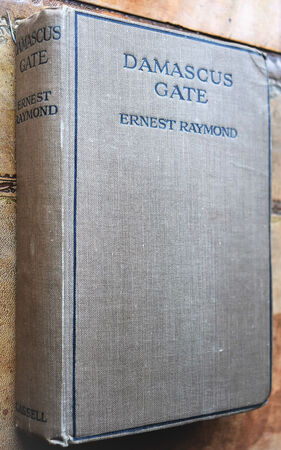 DAMASCUS
GATE
ERNEST
RAYMOND
CASSELL
DAMASCUS
GATE
ERNEST RAYMOND